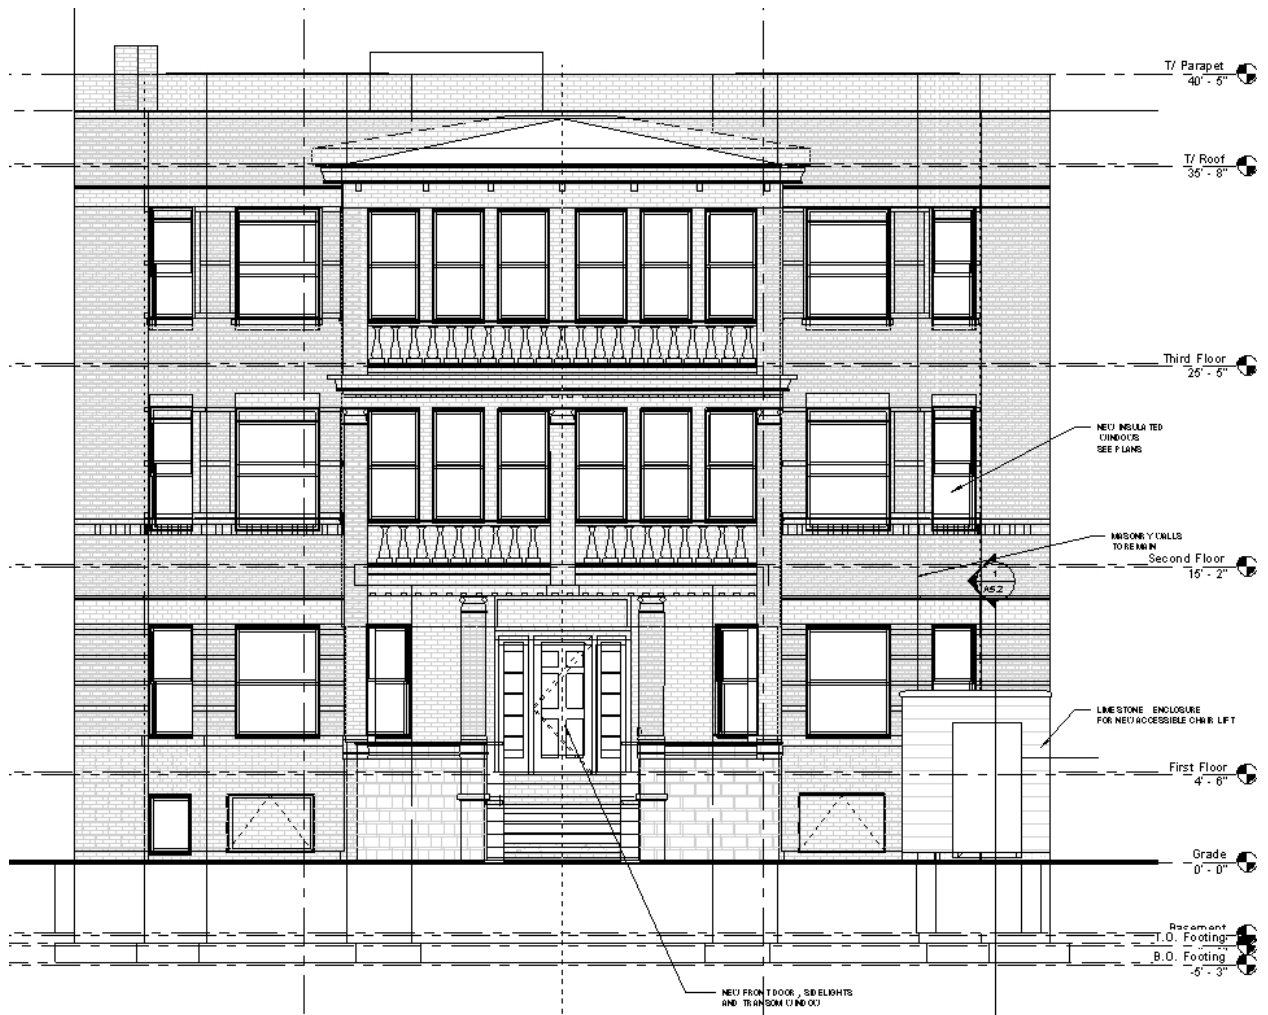 T/ Parapet
40' - 5"
T/ Roof
35' - 8"
Third Floor
25' - 5"
NEW INSULATED
WINDOWS
SEE PLANS
MASONRY WALLS
TO REMAIN
Second Floor
15' - 2"
1
A5.2
LIMESTONE ENCLOSURE
FOR NEW ACCESSIBLE CHAIR LIFT
First Floor
4' - 6"
Grade
0' - 0"
Basement
T.O. Footing
B.O. Footing
-5' - 3"
NEW FRONT DOOR, SIDELIGHTS
AND TRANSOM WINDOW